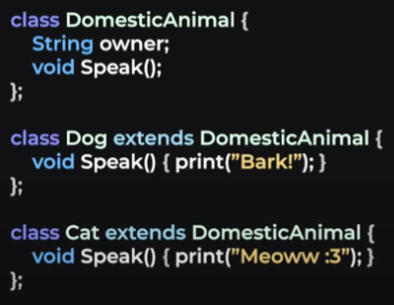 class DomesticAnimal {
String owner;
void Speak();
};
class Dog extends DomesticAnimal {
void Speak() { print(”Bark!”); }
};
class Cat extends DomesticAnimal {
void Speak() { print(”Meoww :3”); }
};